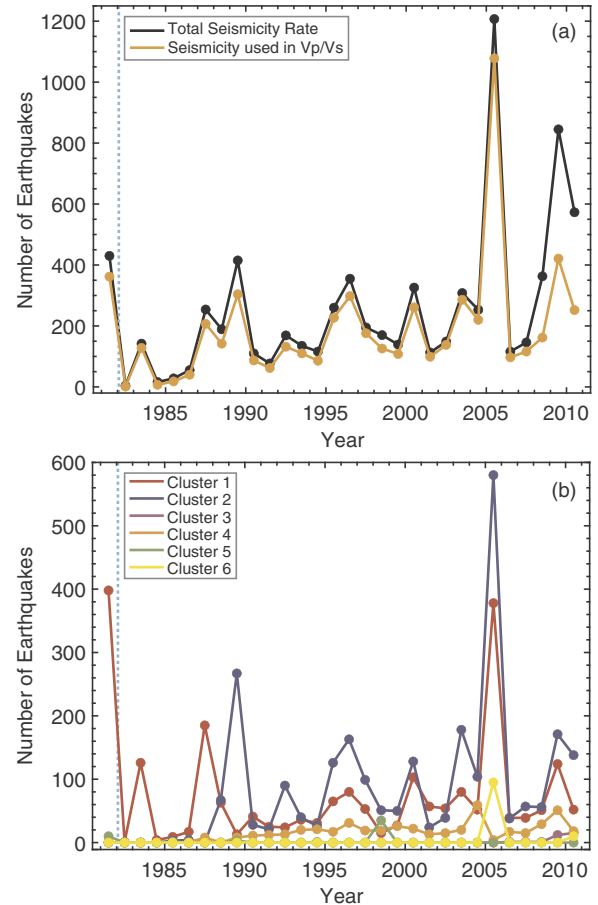 (a)
Total Seismicity Rate
Seismicity used in Vp/Vs
Number of Earthquakes
1200
1000
800
600
400
200
0
1985 1990 1995 2000 2005 2010
Year
(b)
Cluster 1
Cluster 2
Cluster 3
Cluster 4
Cluster 5
Cluster 6
Number of Earthquakes
600
500
400
300
200
100
0
1985 1990 1995 2000 2005 2010
Year